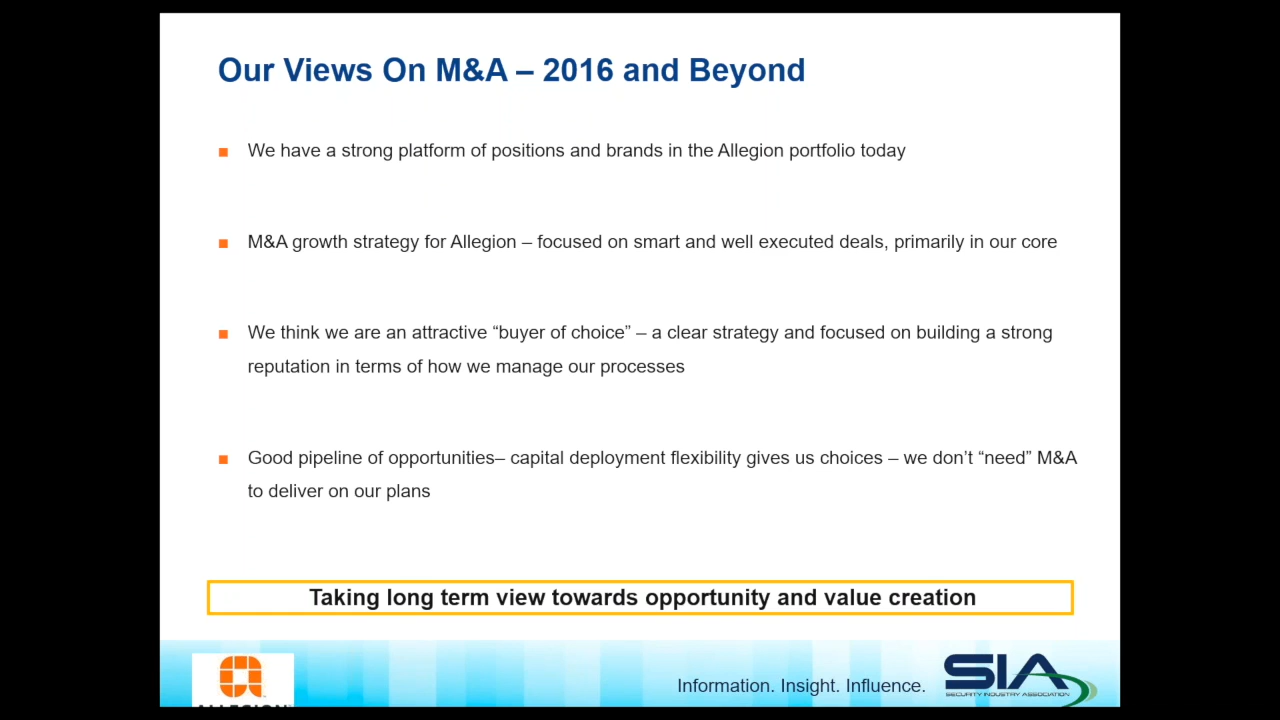 Our Views On M&A – 2016 and Beyond
■ We have a strong platform of positions and brands in the Allegion portfolio today
■ M&A growth strategy for Allegion – focused on smart and well executed deals, primarily in our core
■ We think we are an attractive “buyer of choice” – a clear strategy and focused on building a strong
reputation in terms of how we manage our processes
■ Good pipeline of opportunities– capital deployment flexibility gives us choices – we don’t “need” M&A
to deliver on our plans
Taking long term view towards opportunity and value creation
ALLEGION
Information. Insight. Influence.
SIA
SECURITY INDUSTRY ASSOCIATION